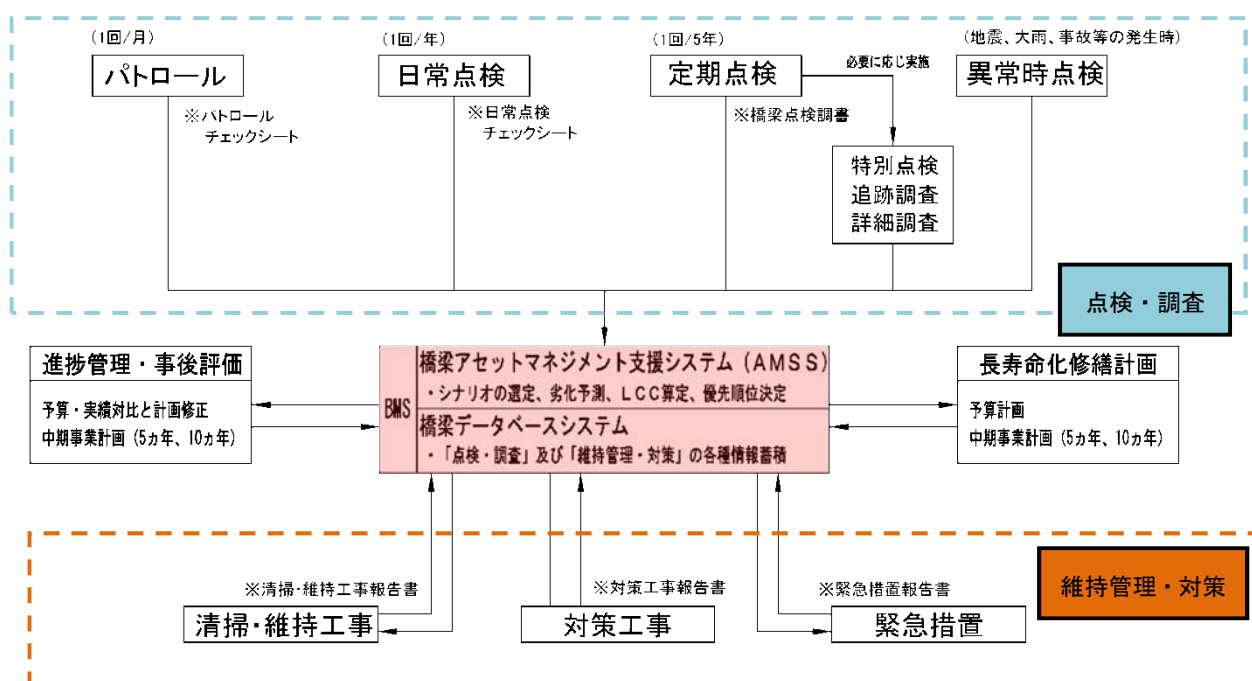 (1回/月)
パトロール
※パトロール
チェックシート
(1回/年)
日常点検
※日常点検
チェックシート
(1回/5年)
定期点検
※橋梁点検調書
必要に応じ実施
特別点検
追跡調査
詳細調査
(地震、大雨、事故等の発生時)
異常時点検
点検・調査
進捗管理・事後評価
予算・実績対比と計画修正
中期事業計画(5ヵ年、10ヵ年)
BMS
橋梁アセットマネジメント支援システム(AMSS)
・シナリオの選定、劣化予測、LCC算定、優先順位決定
橋梁データベースシステム
・「点検・調査」及び「維持管理・対策」の各種情報蓄積
長寿命化修繕計画
予算計画
中期事業計画(5ヵ年、10ヵ年)
維持管理・対策
※清掃・維持工事報告書
清掃・維持工事
※対策工事報告書
対策工事
※緊急措置報告書
緊急措置